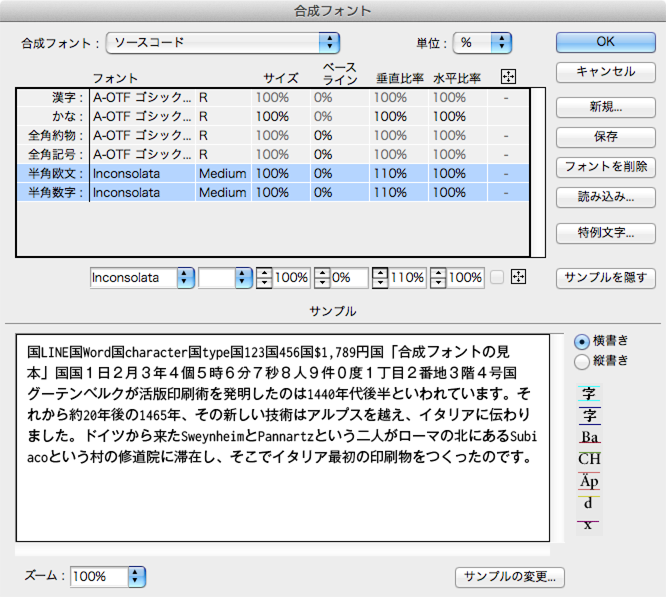 合成フォント
合成フォント： ソースコード 単位： % OK
キャンセル
フォント サイズ ベースライン 垂直比率 水平比率
漢字： A-OTF ゴシック... R 100% 0% 100% 100% -
新規...
かな： A-OTF ゴシック... R 100% 0% 100% 100% -
全角約物： A-OTF ゴシック... R 100% 0% 100% 100% -
保存
全角記号： A-OTF ゴシック... R 100% 0% 100% 100% -
フォントを削除
半角欧文： Inconsolata Medium 100% 0% 110% 100% -
半角数字： Inconsolata Medium 100% 0% 110% 100% -
読み込み...
特例文字...
Inconsolata 100% 0% 110% 100% サンプルを隠す
サンプル
国LINE国Word国character国type国123国456国$1,789円国「合成フォントの見
本」国国１日２月３年４個５時６分７秒８人９件０度１丁目２番地３階４号国
グーテンベルクが活版印刷術を発明したのは1440年代後半といわれています。そ
れから約20年後の1465年、その新しい技術はアルプスを越え、イタリアに伝わり
ました。ドイツから来たSweynheimとPannartzという二人がローマの北にあるSubi
acoという村の修道院に滞在し、そこでイタリア最初の印刷物をつくったのです。
横書き
縦書き
字
字
Ba
CH
Äp
d
x
ズーム： 100% サンプルの変更...